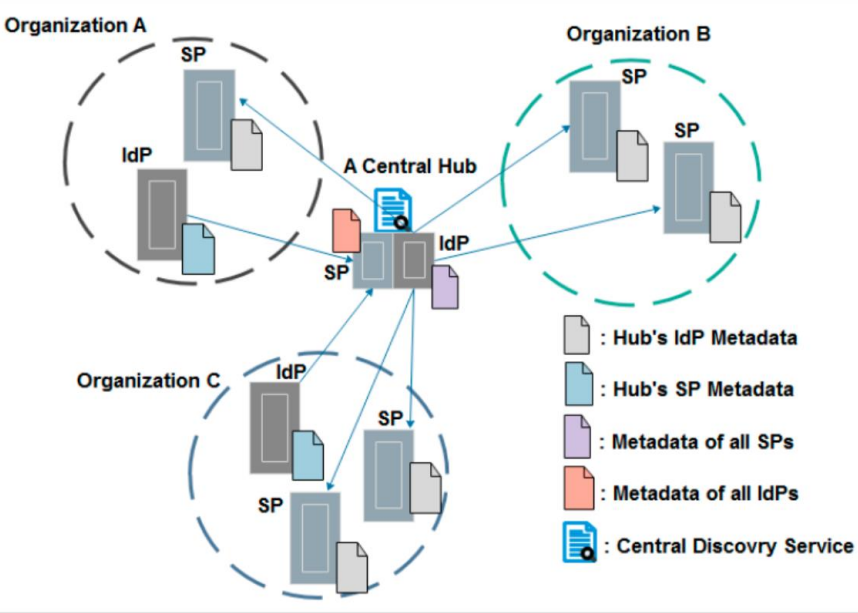 Organization A
SP
IdP
Organization B
SP
SP
A Central Hub
IdP
SP
Organization C
IdP
SP
SP
: Hub's IdP Metadata
: Hub's SP Metadata
: Metadata of all SPs
: Metadata of all IdPs
: Central Discovry Service